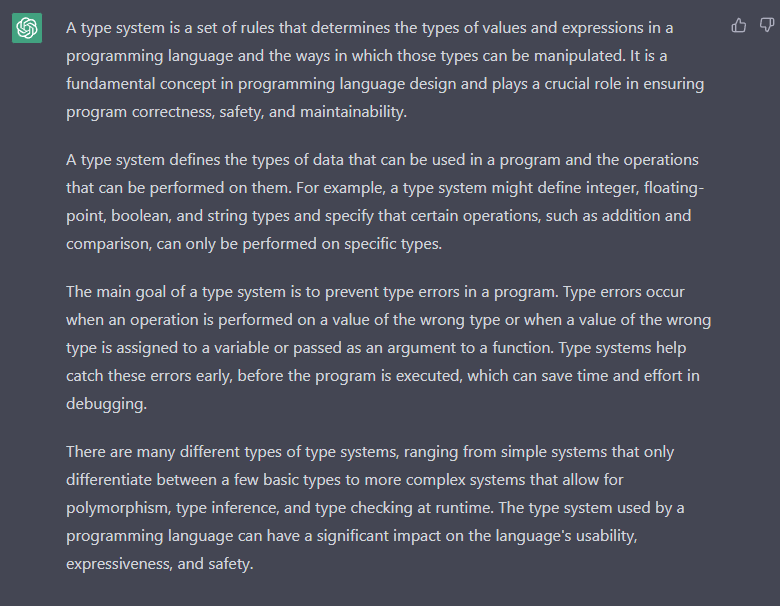 A type system is a set of rules that determines the types of values and expressions in a
programming language and the ways in which those types can be manipulated. It is a
fundamental concept in programming language design and plays a crucial role in ensuring
program correctness, safety, and maintainability.
A type system defines the types of data that can be used in a program and the operations
that can be performed on them. For example, a type system might define integer, floating-
point, boolean, and string types and specify that certain operations, such as addition and
comparison, can only be performed on specific types.
The main goal of a type system is to prevent type errors in a program. Type errors occur
when an operation is performed on a value of the wrong type or when a value of the wrong
type is assigned to a variable or passed as an argument to a function. Type systems help
catch these errors early, before the program is executed, which can save time and effort in
debugging.
There are many different types of type systems, ranging from simple systems that only
differentiate between a few basic types to more complex systems that allow for
polymorphism, type inference, and type checking at runtime. The type system used by a
programming language can have a significant impact on the language's usability,
expressiveness, and safety.